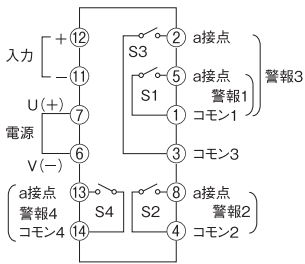 入力
+ ⑫
− ⑪
電源
U(+) ⑦
V(−) ⑥
⑬ a接点
警報4
⑭ コモン4
S4
S3
S1
S2
② a接点
警報3
⑤ a接点
警報1
① コモン1
③ コモン3
⑧ a接点
警報2
④ コモン2